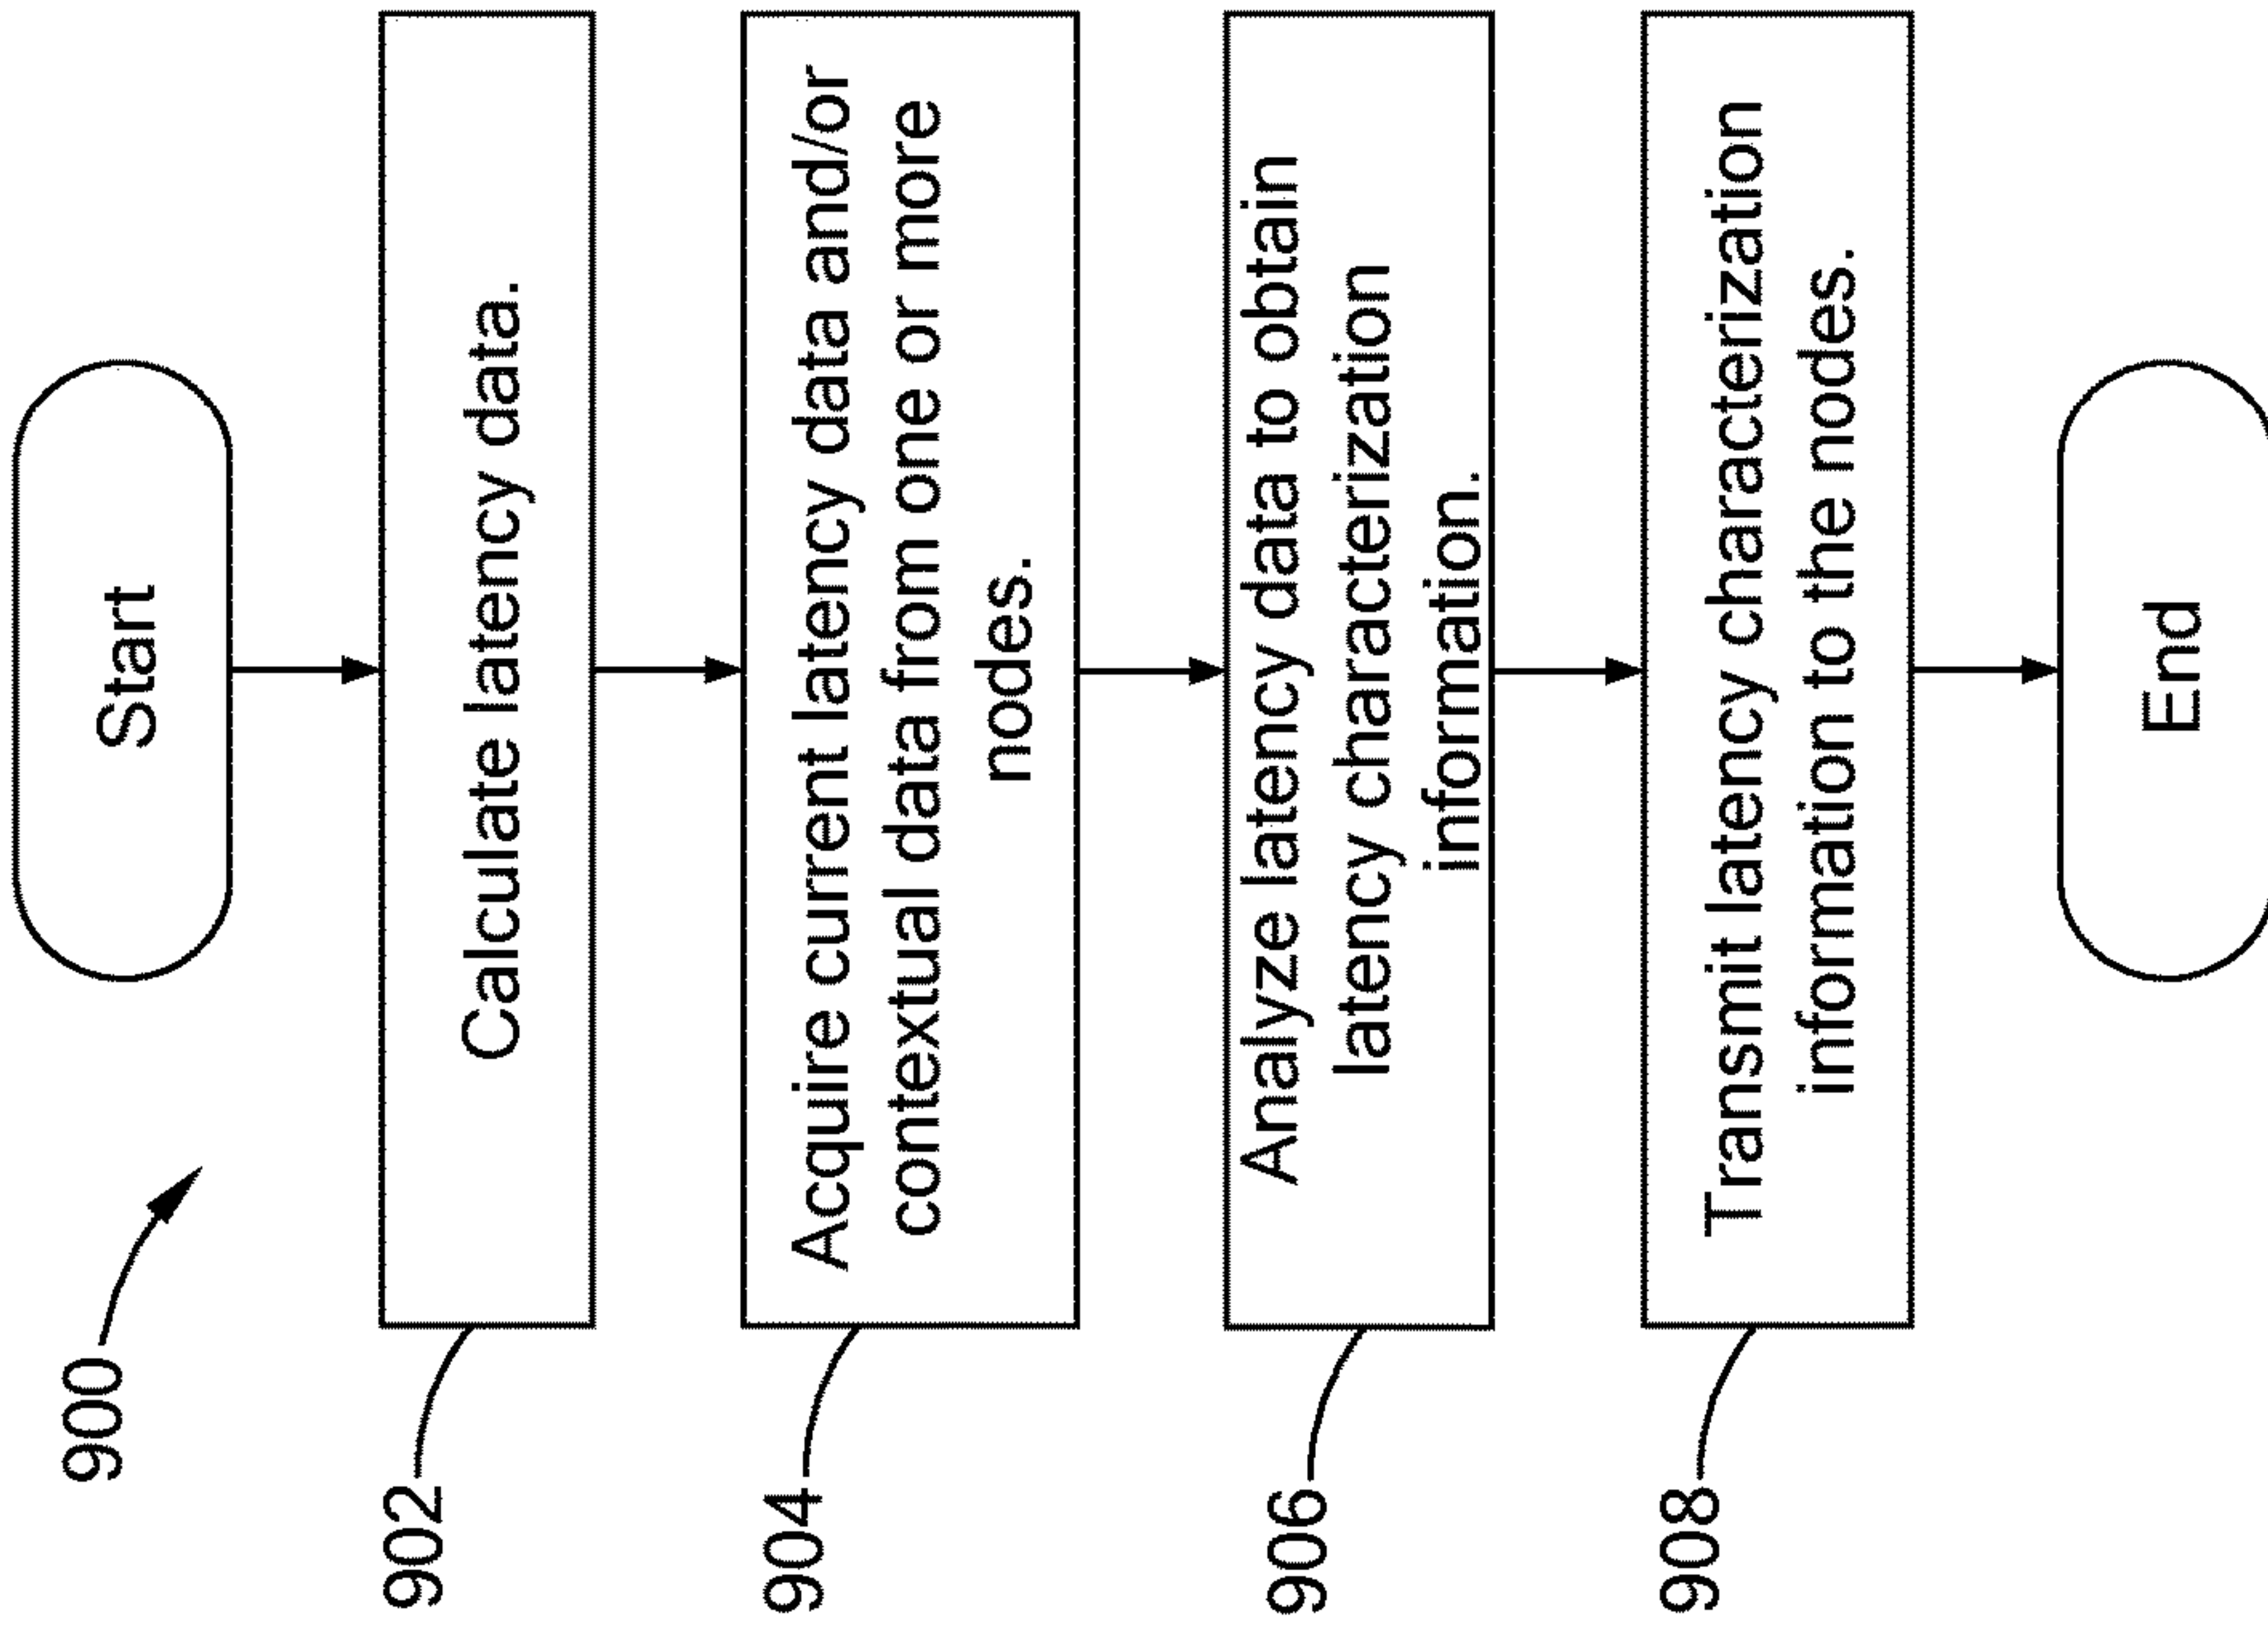 900
Start
902
Calculate latency data.
904
Acquire current latency data and/or
contextual data from one or more
nodes.
906
Analyze latency data to obtain
latency characterization
information.
908
Transmit latency characterization
information to the nodes.
End